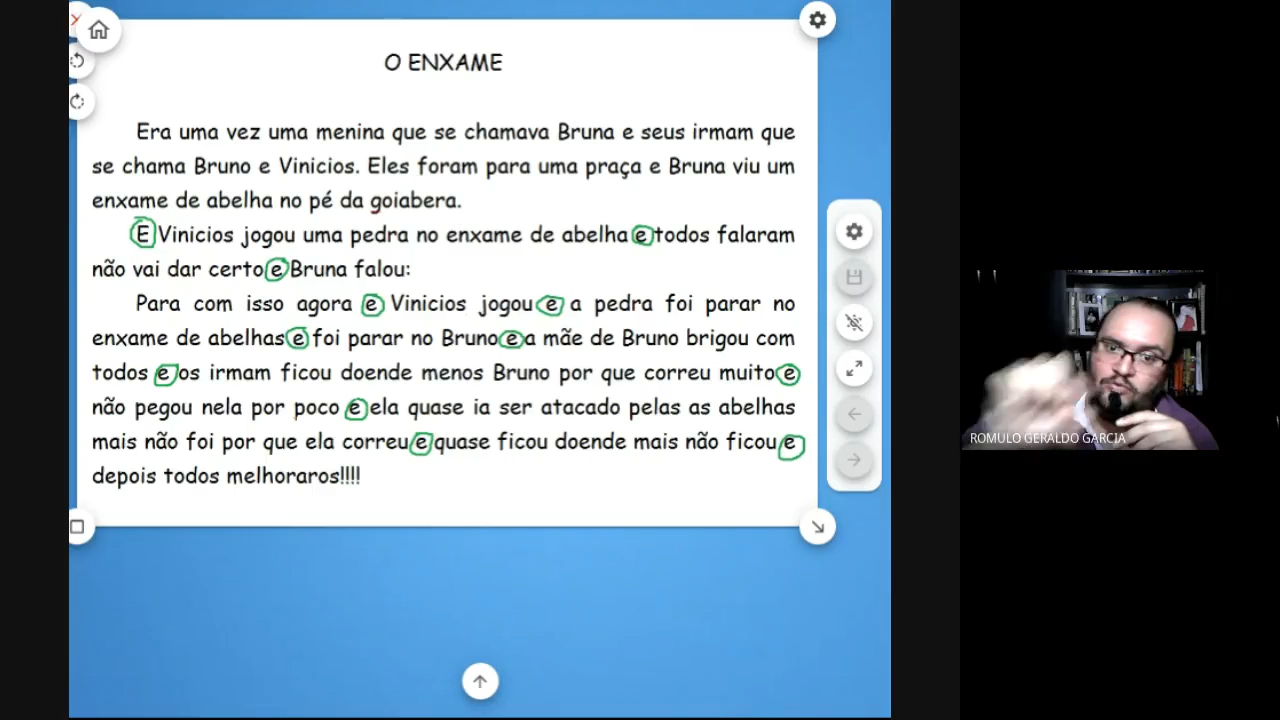 O ENXAME
Era uma vez uma menina que se chamava Bruna e seus irmam que
se chama Bruno e Vinicios. Eles foram para uma praça e Bruna viu um
enxame de abelha no pé da goiabera.
E Vinicios jogou uma pedra no enxame de abelha e todos falaram
não vai dar certo e Bruna falou:
Para com isso agora e Vinicios jogou e a pedra foi parar no
enxame de abelhas e foi parar no Bruno e a mãe de Bruno brigou com
todos e os irmam ficou doende menos Bruno por que correu muito e
não pegou nela por poco e ela quase ia ser atacado pelas as abelhas
mais não foi por que ela correu e quase ficou doende mais não ficou e
depois todos melhoraros!!!!
ROMULO GERALDO GARCIA